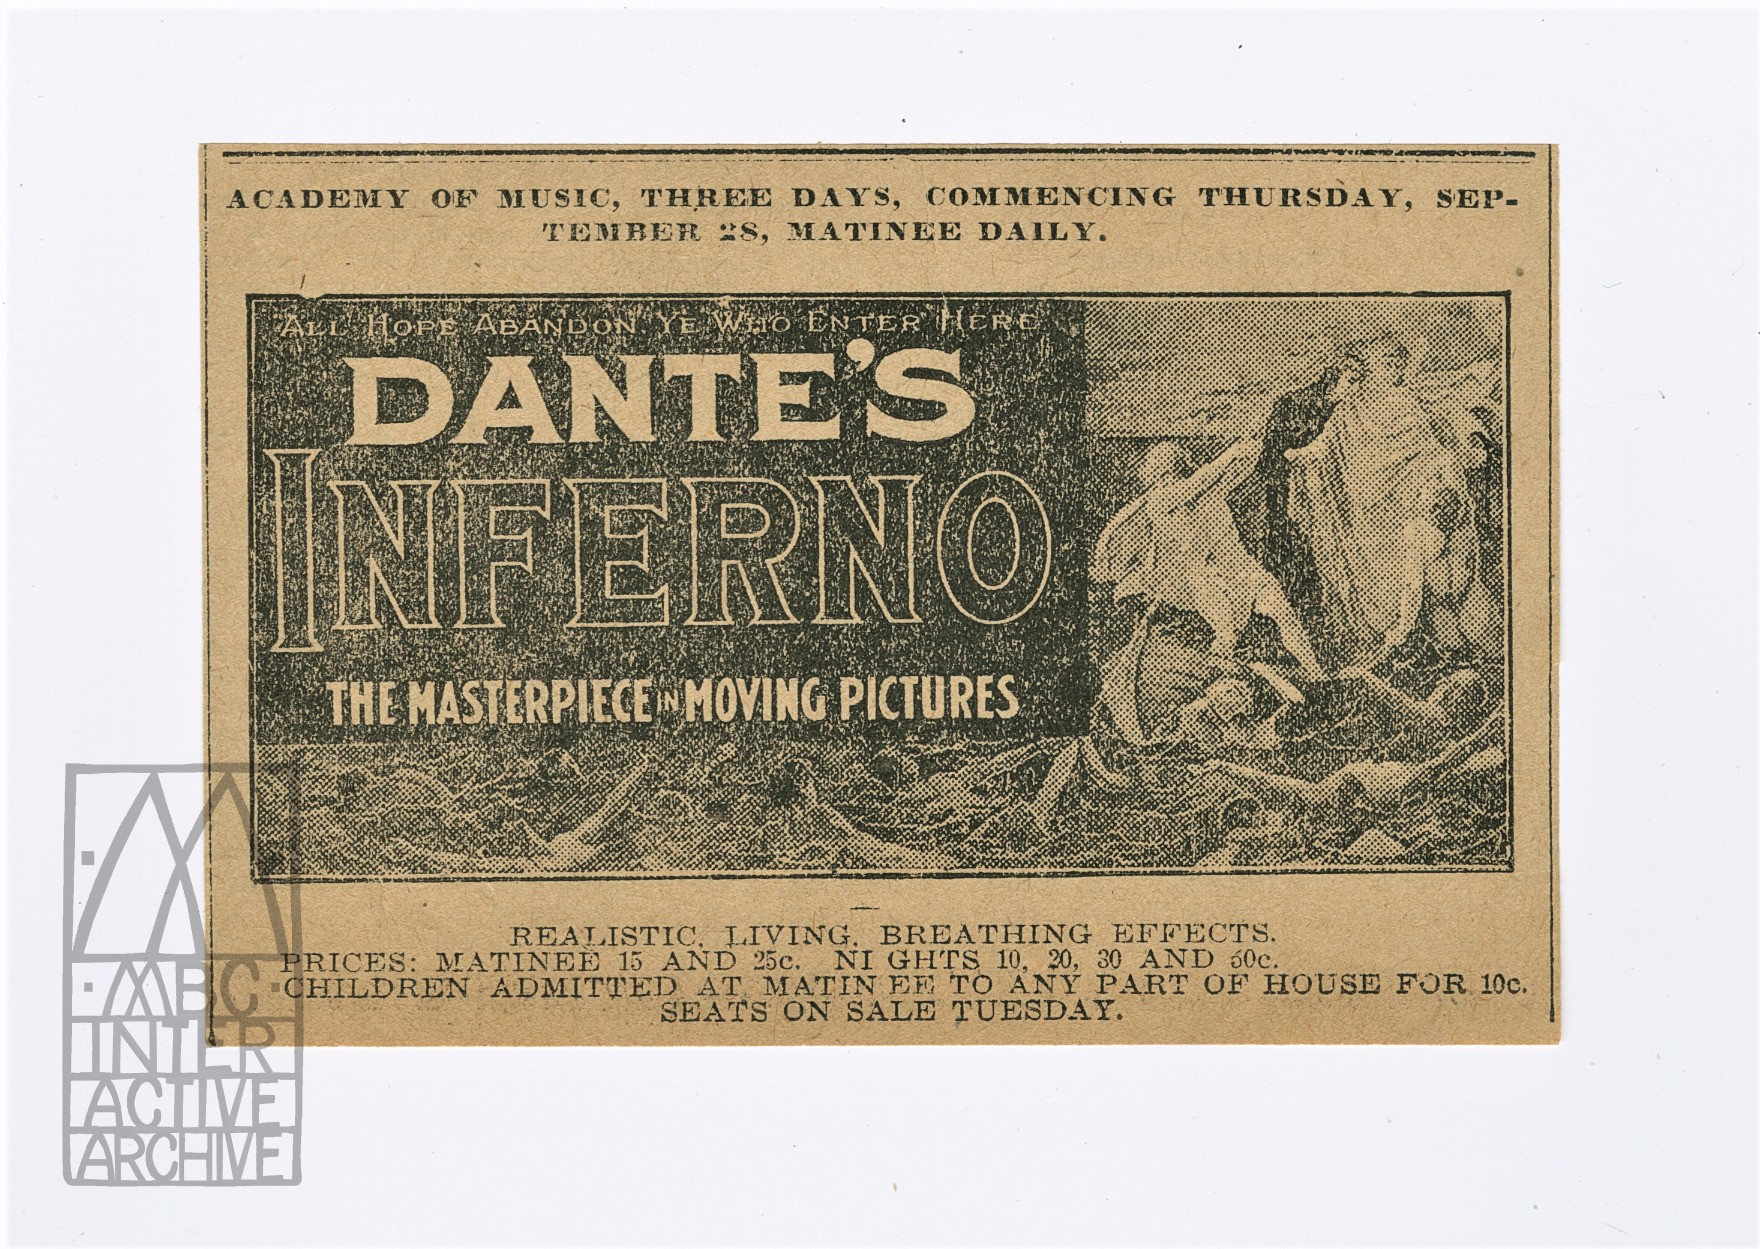 ACADEMY OF MUSIC, THREE DAYS, COMMENCING THURSDAY, SEP-
TEMBER 28, MATINEE DAILY.
ALL HOPE ABANDON YE WHO ENTER HERE
DANTE'S
INFERNO
THE MASTERPIECE IN MOVING PICTURES
REALISTIC, LIVING, BREATHING EFFECTS.
PRICES: MATINEE 15 AND 25c. NI GHTS 10, 20, 30 AND
CHILDREN ADMITTED AT MATIN EE TO ANY PART OF HOUSE FOR 10c.
SEATS ON SALE TUESDAY.
ABC
INTER
ACTIVE
ARCHIVE